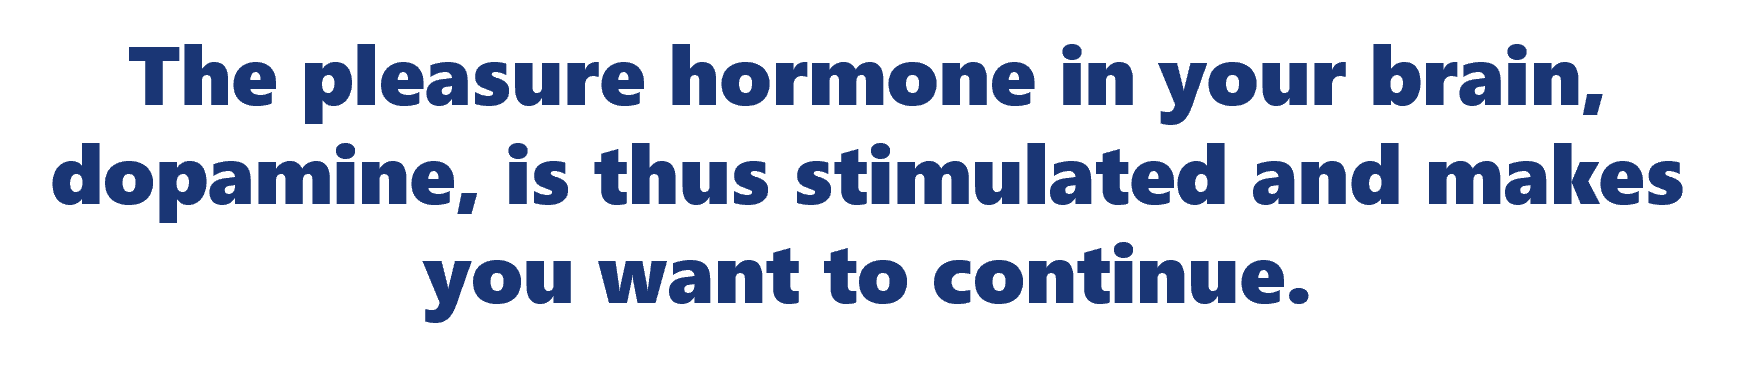 The pleasure hormone in your brain,
dopamine, is thus stimulated and makes
you want to continue.